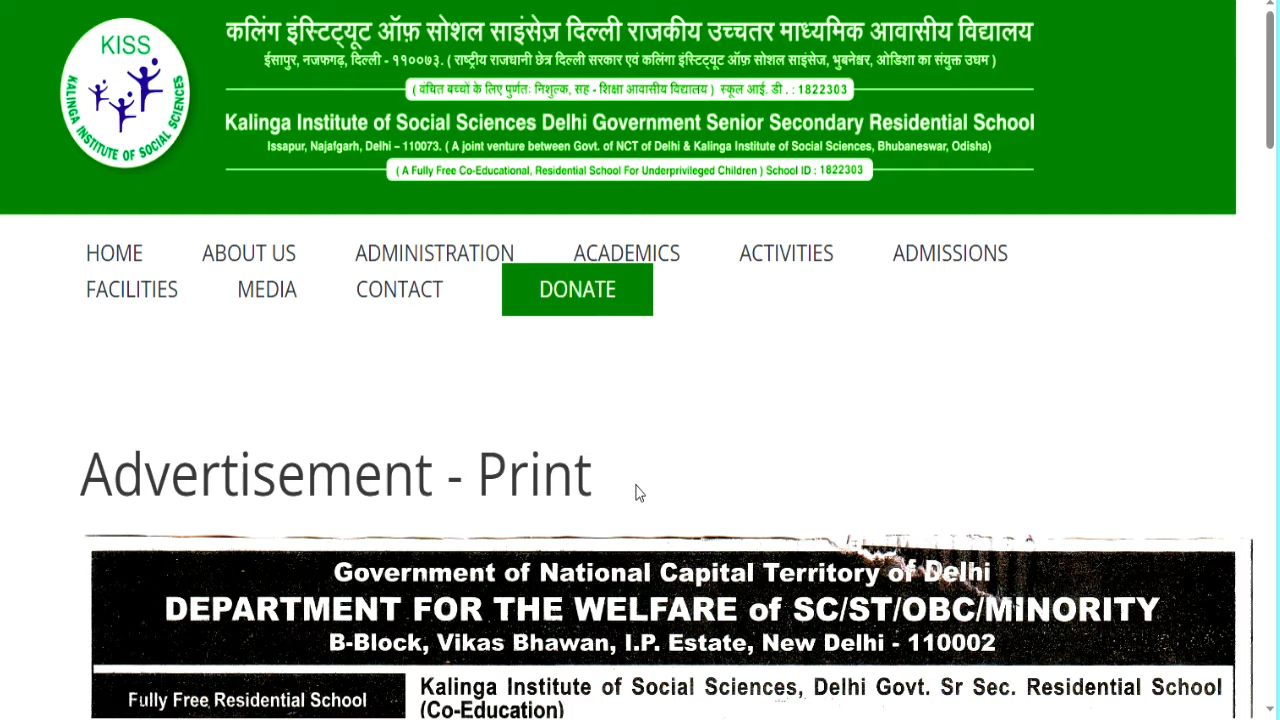 KISS
KALINGA INSTITUTE OF SOCIAL SCIENCES
कलिंग इंस्टिट्यूट ऑफ़ सोशल साइंसेज़ दिल्ली राजकीय उच्चतर माध्यमिक आवासीय विद्यालय
ईसापुर, नजफगढ़, दिल्ली - ११००७३. ( राष्ट्रीय राजधानी छेत्र दिल्ली सरकार एवं कलिंगा इंस्टिट्यूट ऑफ़ सोशल साइंसेज, भुबनेश्वर, ओडिशा का संयुक्त उधम )
( वंचित बच्चों के लिए पुर्णतः निशुल्क, सह - शिक्षा आवासीय विद्यालय ) स्कूल आई. डी . : 1822303
Kalinga Institute of Social Sciences Delhi Government Senior Secondary Residential School
Issapur, Najafgarh, Delhi – 110073. ( A joint venture between Govt. of NCT of Delhi & Kalinga Institute of Social Sciences, Bhubaneswar, Odisha)
( A Fully Free Co-Educational, Residential School For Underprivileged Children ) School ID : 1822303
HOME ABOUT US ADMINISTRATION ACADEMICS ACTIVITIES ADMISSIONS
FACILITIES MEDIA CONTACT DONATE
Advertisement - Print
Government of National Capital Territory of Delhi
DEPARTMENT FOR THE WELFARE of SC/ST/OBC/MINORITY
B-Block, Vikas Bhawan, I.P. Estate, New Delhi - 110002
Fully Free Residential School
Kalinga Institute of Social Sciences, Delhi Govt. Sr Sec. Residential School
(Co-Education)